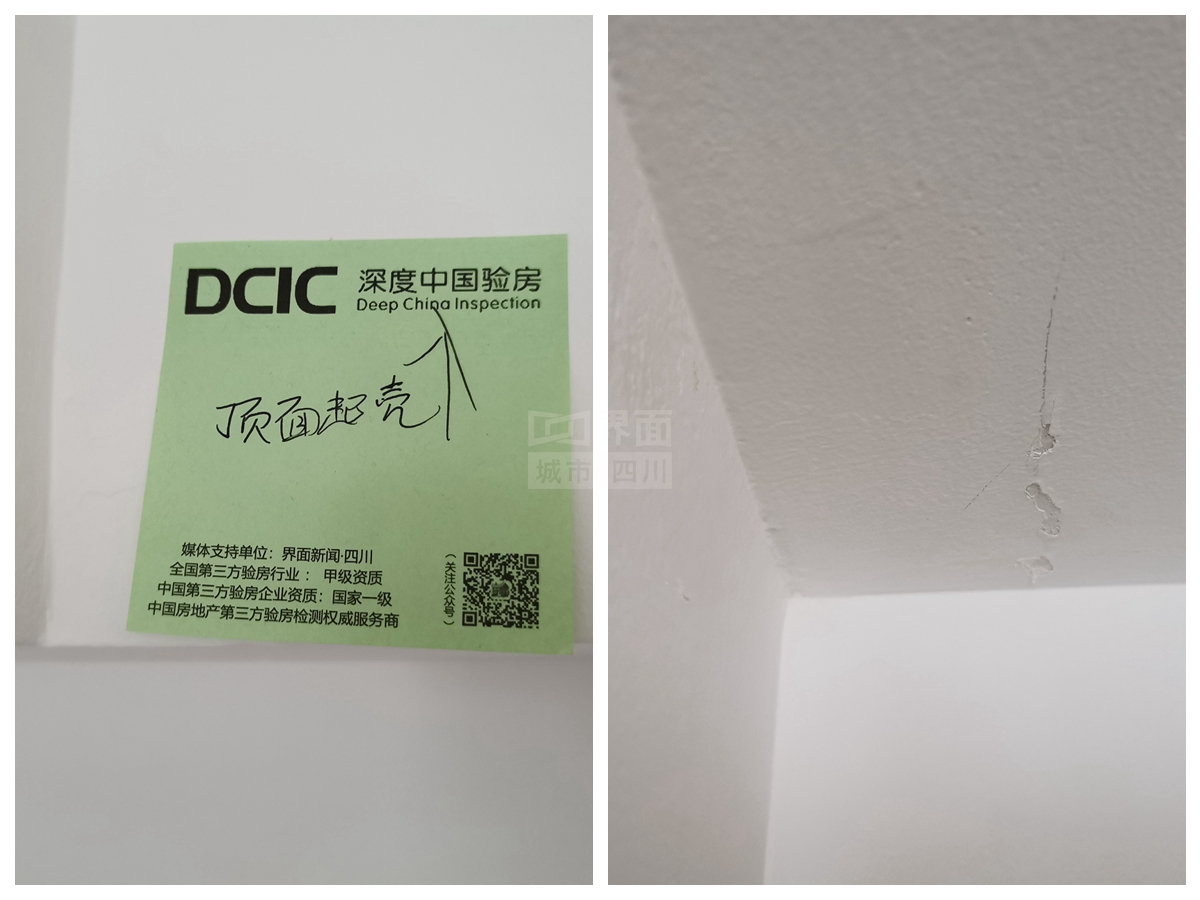 DCIC 深度中国验房
Deep China Inspection
顶面起壳
媒体支持单位：界面新闻·四川
全国第三方验房行业： 甲级资质
中国第三方验房企业资质：国家一级
中国房地产第三方验房检测权威服务商
（关注公众号）
界面
城市 四川